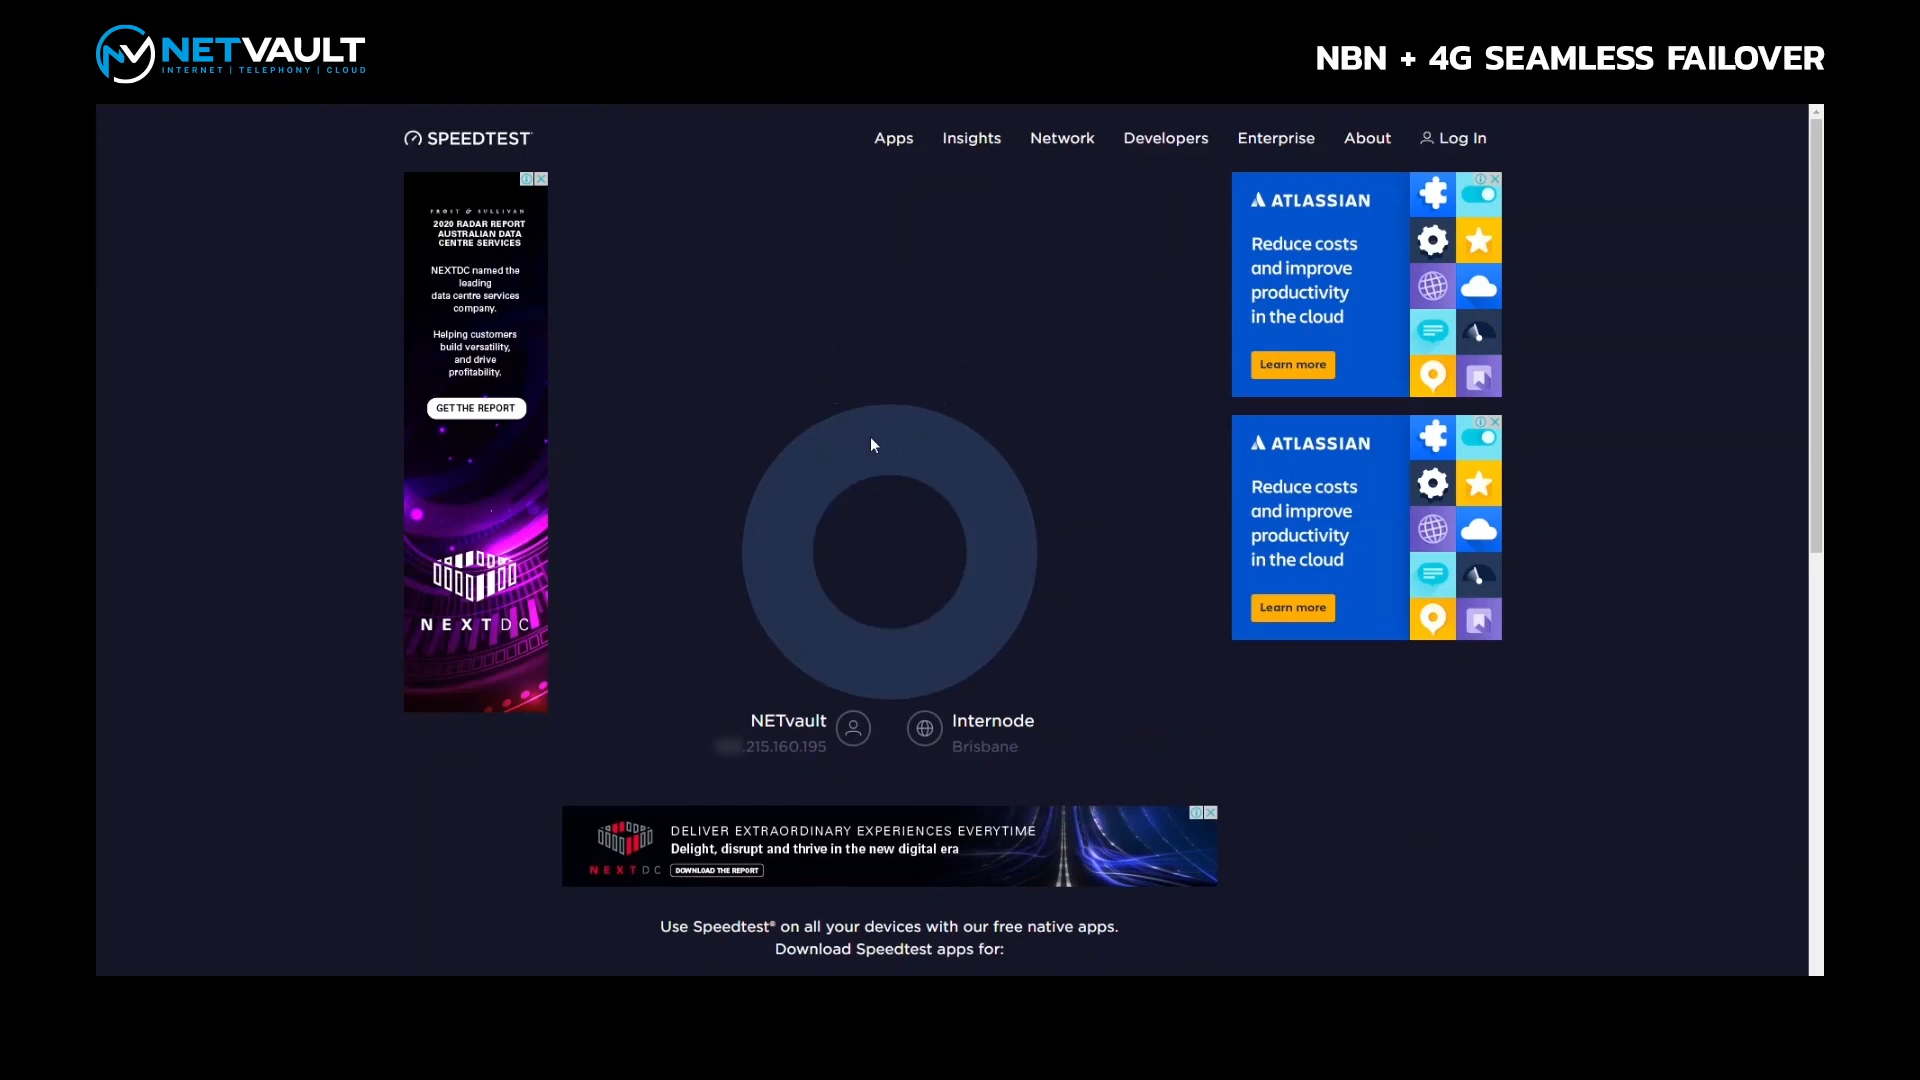 NETVAULT
INTERNET | TELEPHONY | CLOUD
NBN + 4G SEAMLESS FAILOVER
SPEEDTEST
Apps Insights Network Developers Enterprise About Log In
FROST & SULLIVAN
2020 RADAR REPORT
AUSTRALIAN DATA
CENTRE SERVICES
NEXTDC named the
leading
data centre services
company.
Helping customers
build versatility,
and drive
profitability.
GET THE REPORT
NEXTDC
ATLASSIAN
Reduce costs
and improve
productivity
in the cloud
Learn more
ATLASSIAN
Reduce costs
and improve
productivity
in the cloud
Learn more
NETvault
.215.160.195
Internode
Brisbane
DELIVER EXTRAORDINARY EXPERIENCES EVERYTIME
Delight, disrupt and thrive in the new digital era
NEXTDC
DOWNLOAD THE REPORT
Use Speedtest® on all your devices with our free native apps.
Download Speedtest apps for: